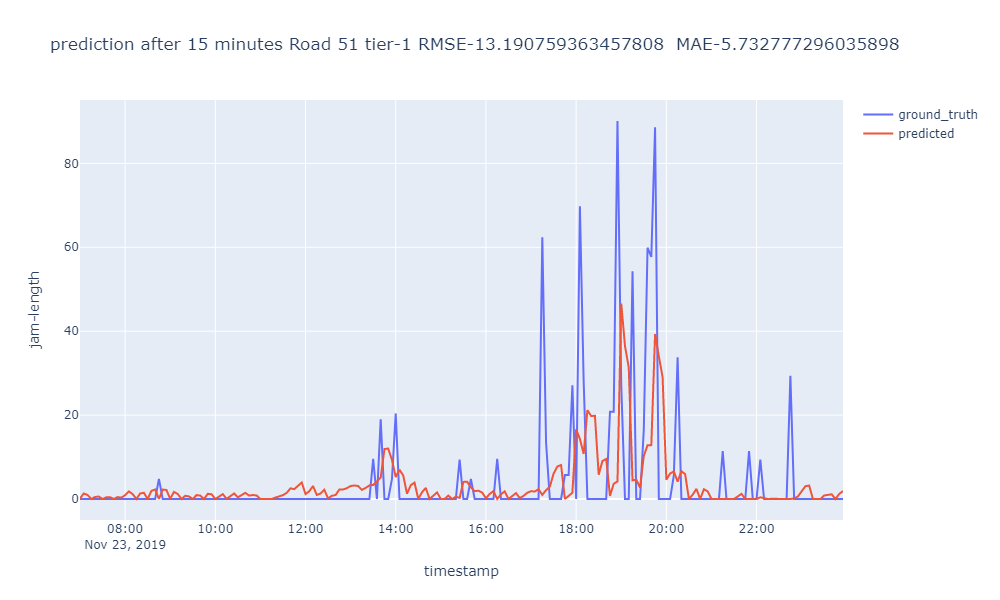 prediction after 15 minutes Road 51 tier-1 RMSE-13.190759363457808  MAE-5.732777296035898
ground_truth
predicted
80
60
40
20
0
jam-length
08:00 10:00 12:00 14:00 16:00 18:00 20:00 22:00
Nov 23, 2019
timestamp